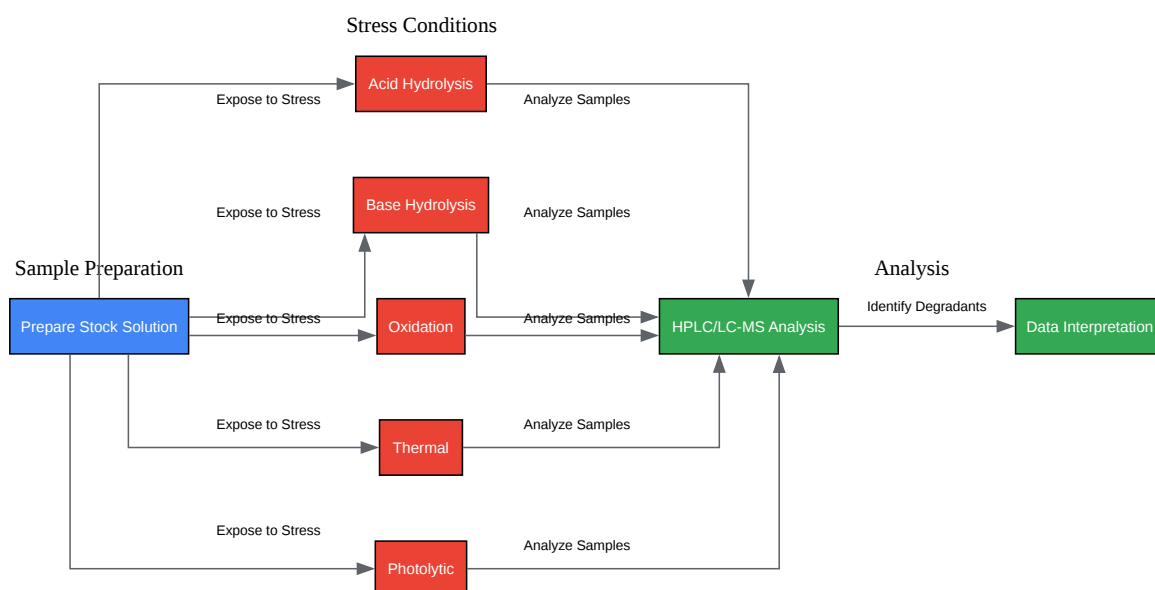 Stress Conditions
Acid Hydrolysis
Expose to Stress
Analyze Samples
Base Hydrolysis
Expose to Stress
Analyze Samples
Sample Preparation
Analysis
Identify Degradants
Prepare Stock Solution
Expose to Stress
Oxidation
Analyze Samples
HPLC/LC-MS Analysis
Data Interpretation
Expose to Stress
Analyze Samples
Thermal
Expose to Stress
Analyze Samples
Photolytic